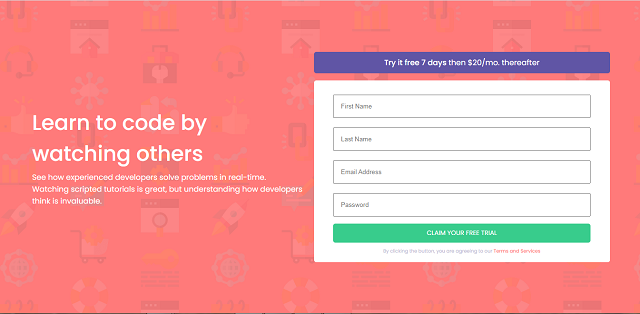 Learn to code by
watching others
See how experienced developers solve problems in real-time.
Watching scripted tutorials is great, but understanding how developers
think is invaluable.
Try it free 7 days then $20/mo. thereafter
First Name
Last Name
Email Address
Password
CLAIM YOUR FREE TRIAL
By clicking the button, you are agreeing to our Terms and Services